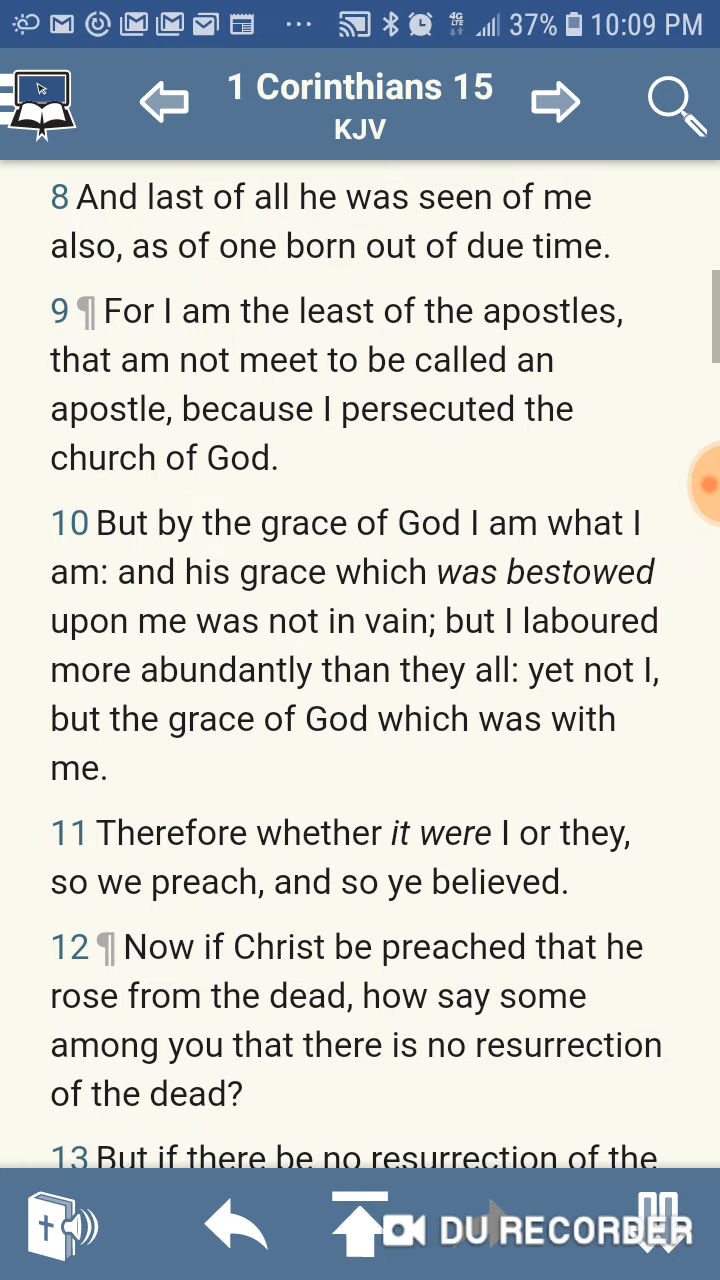 4G
LTE
37% 10:09 PM
1 Corinthians 15
KJV
8 And last of all he was seen of me
also, as of one born out of due time.
9 ¶ For I am the least of the apostles,
that am not meet to be called an
apostle, because I persecuted the
church of God.
10 But by the grace of God I am what I
am: and his grace which was bestowed
upon me was not in vain; but I laboured
more abundantly than they all: yet not I,
but the grace of God which was with
me.
11 Therefore whether it were I or they,
so we preach, and so ye believed.
12 ¶ Now if Christ be preached that he
rose from the dead, how say some
among you that there is no resurrection
of the dead?
13 But if there be no resurrection of the
DU RECORDER